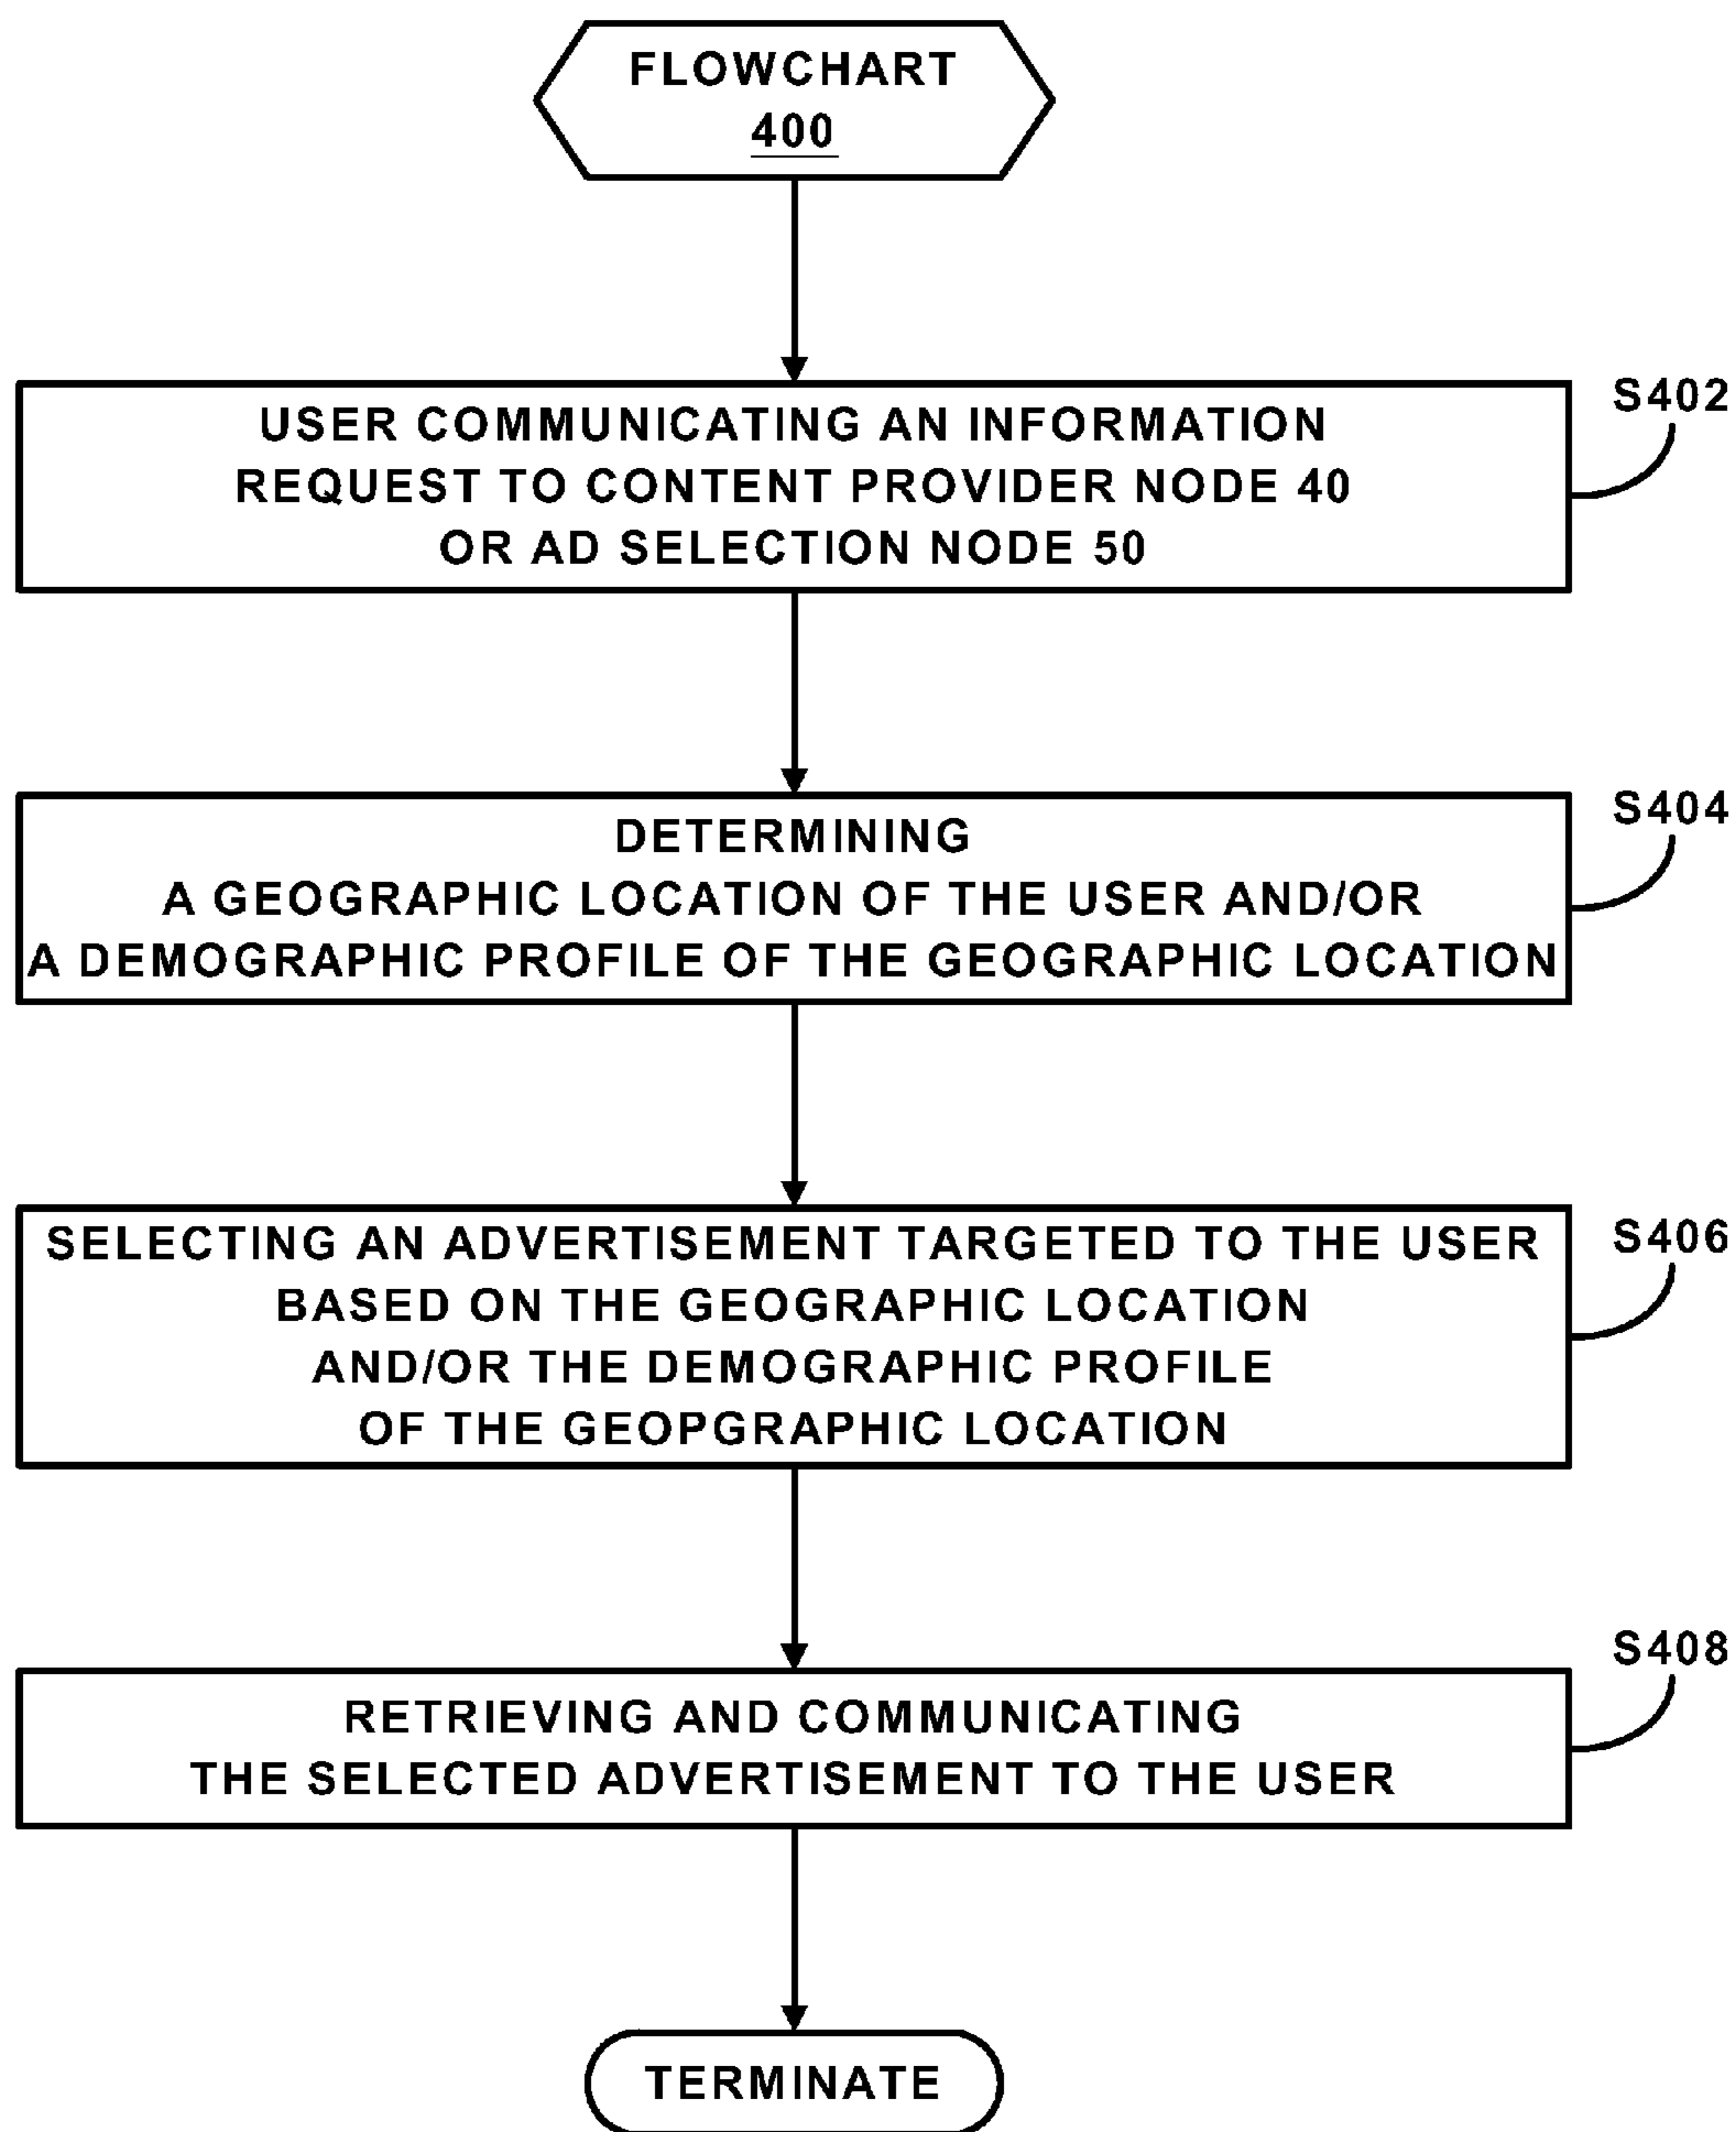 FLOWCHART
400
USER COMMUNICATING AN INFORMATION
REQUEST TO CONTENT PROVIDER NODE 40
OR AD SELECTION NODE 50
S402
DETERMINING
A GEOGRAPHIC LOCATION OF THE USER AND/OR
A DEMOGRAPHIC PROFILE OF THE GEOGRAPHIC LOCATION
S404
SELECTING AN ADVERTISEMENT TARGETED TO THE USER
BASED ON THE GEOGRAPHIC LOCATION
AND/OR THE DEMOGRAPHIC PROFILE
OF THE GEOPGRAPHIC LOCATION
S406
RETRIEVING AND COMMUNICATING
THE SELECTED ADVERTISEMENT TO THE USER
S408
TERMINATE